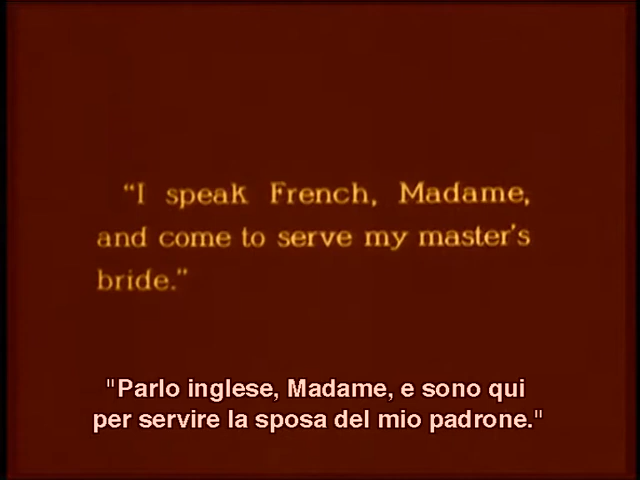 “I speak French, Madame,
and come to serve my master's
bride.”
"Parlo inglese, Madame, e sono qui
per servire la sposa del mio padrone."